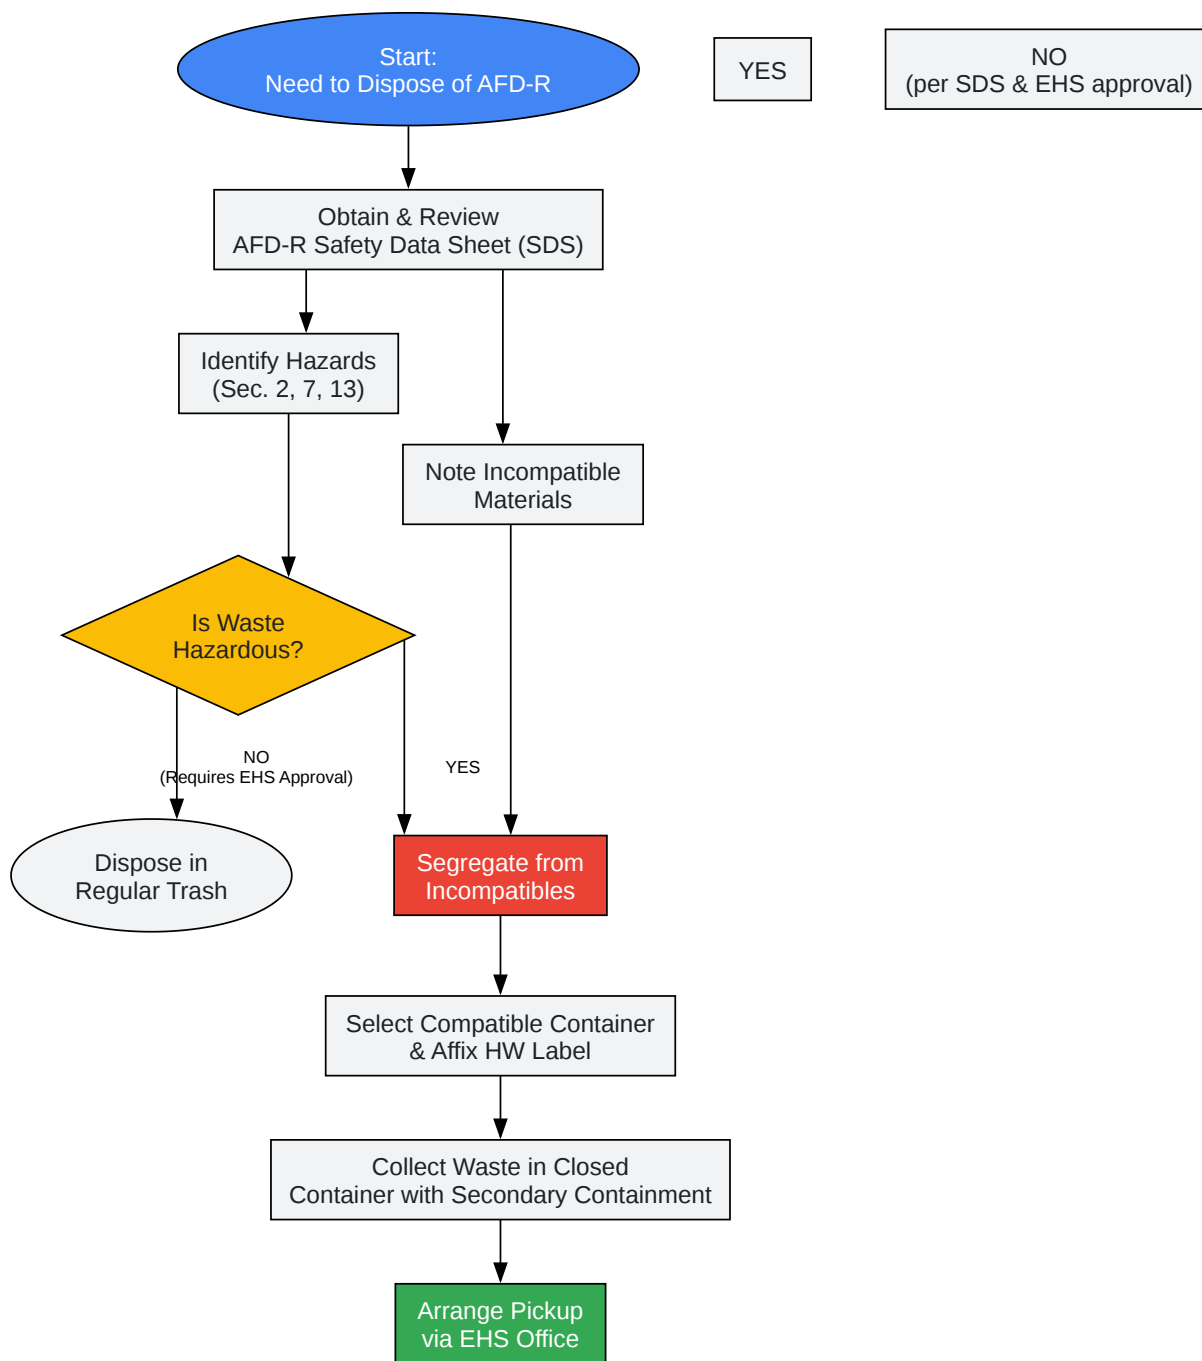 Start:
Need to Dispose of AFD-R
YES
NO
(per SDS & EHS approval)
Obtain & Review
AFD-R Safety Data Sheet (SDS)
Identify Hazards
(Sec. 2, 7, 13)
Note Incompatible
Materials
Is Waste
Hazardous?
NO
(Requires EHS Approval)
YES
Dispose in
Regular Trash
Segregate from
Incompatibles
Select Compatible Container
& Affix HW Label
Collect Waste in Closed
Container with Secondary Containment
Arrange Pickup
via EHS Office